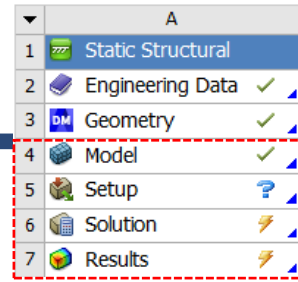 A
1 Static Structural
2 Engineering Data
3 DM Geometry
4 Model
5 Setup ?
6 Solution
7 Results